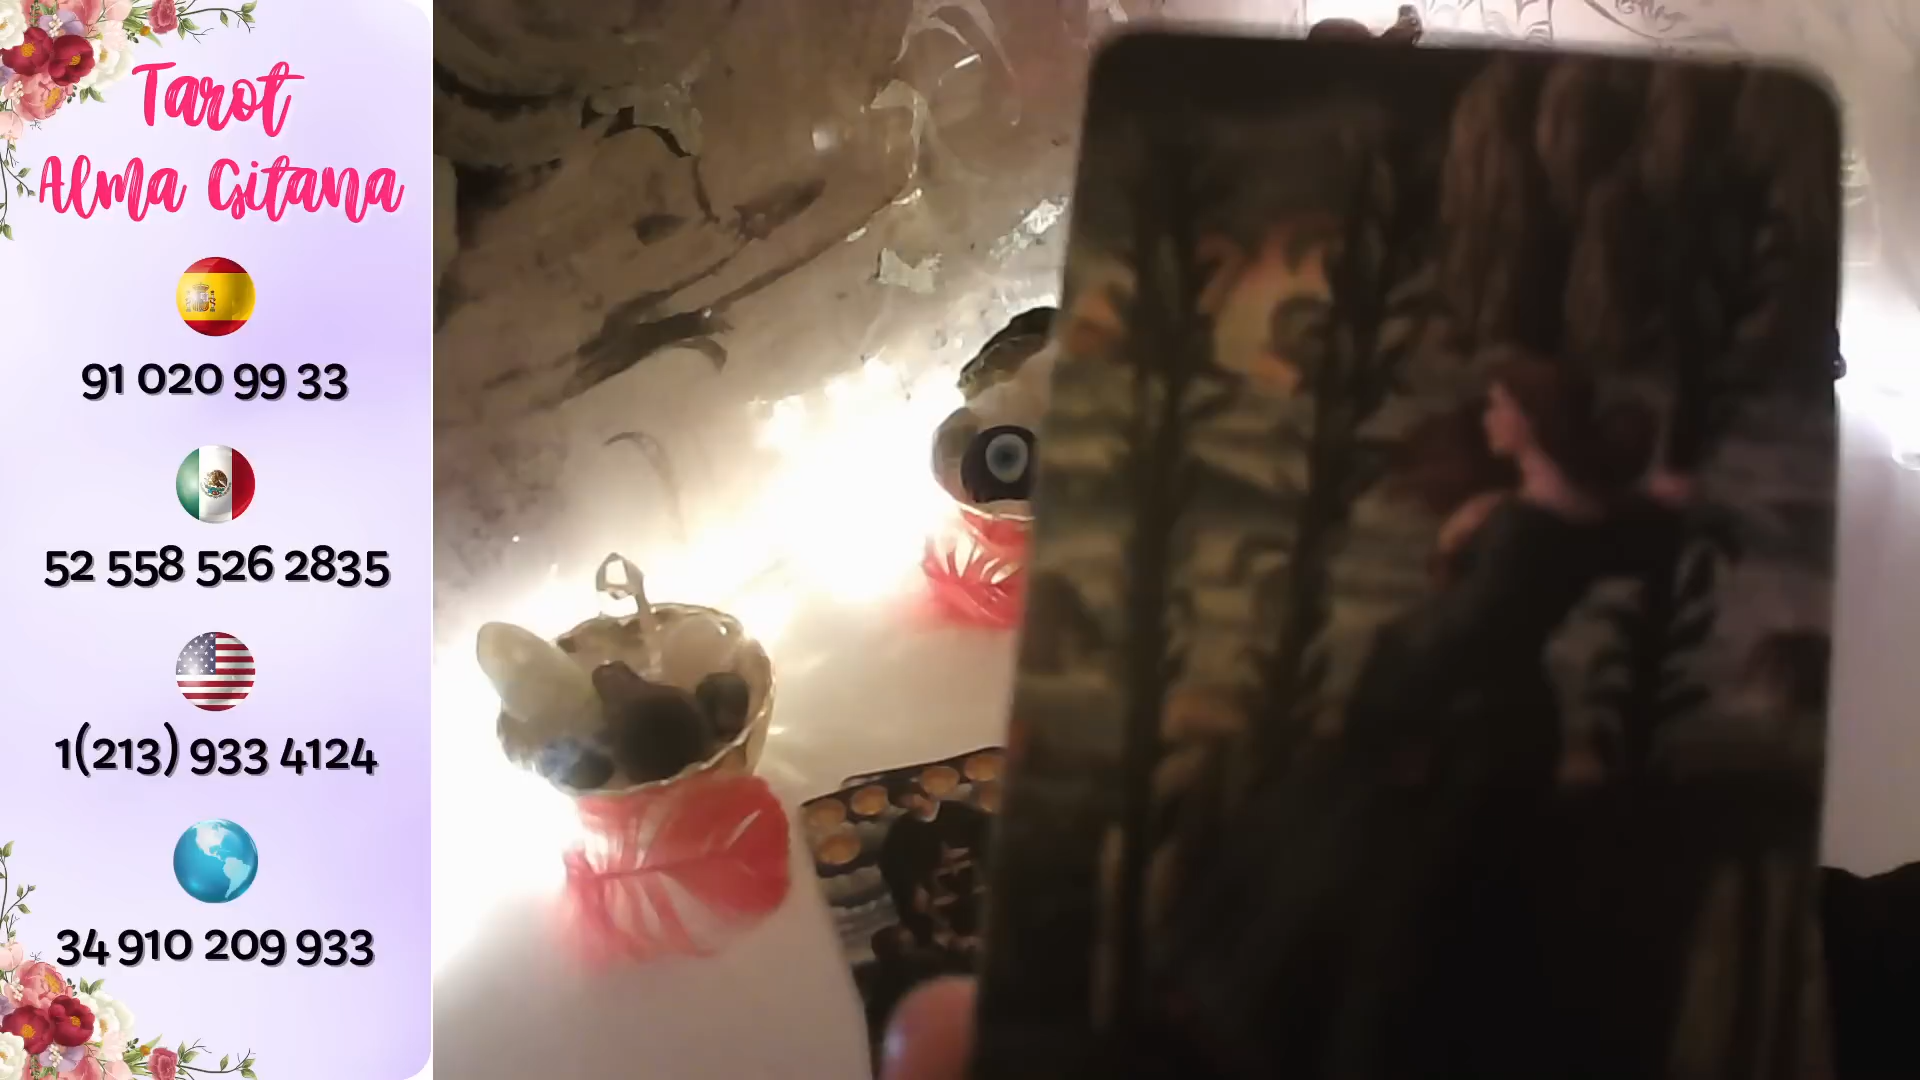 Tarot
Alma Gitana
91 020 99 33
52 558 526 2835
1(213) 933 4124
34 910 209 933